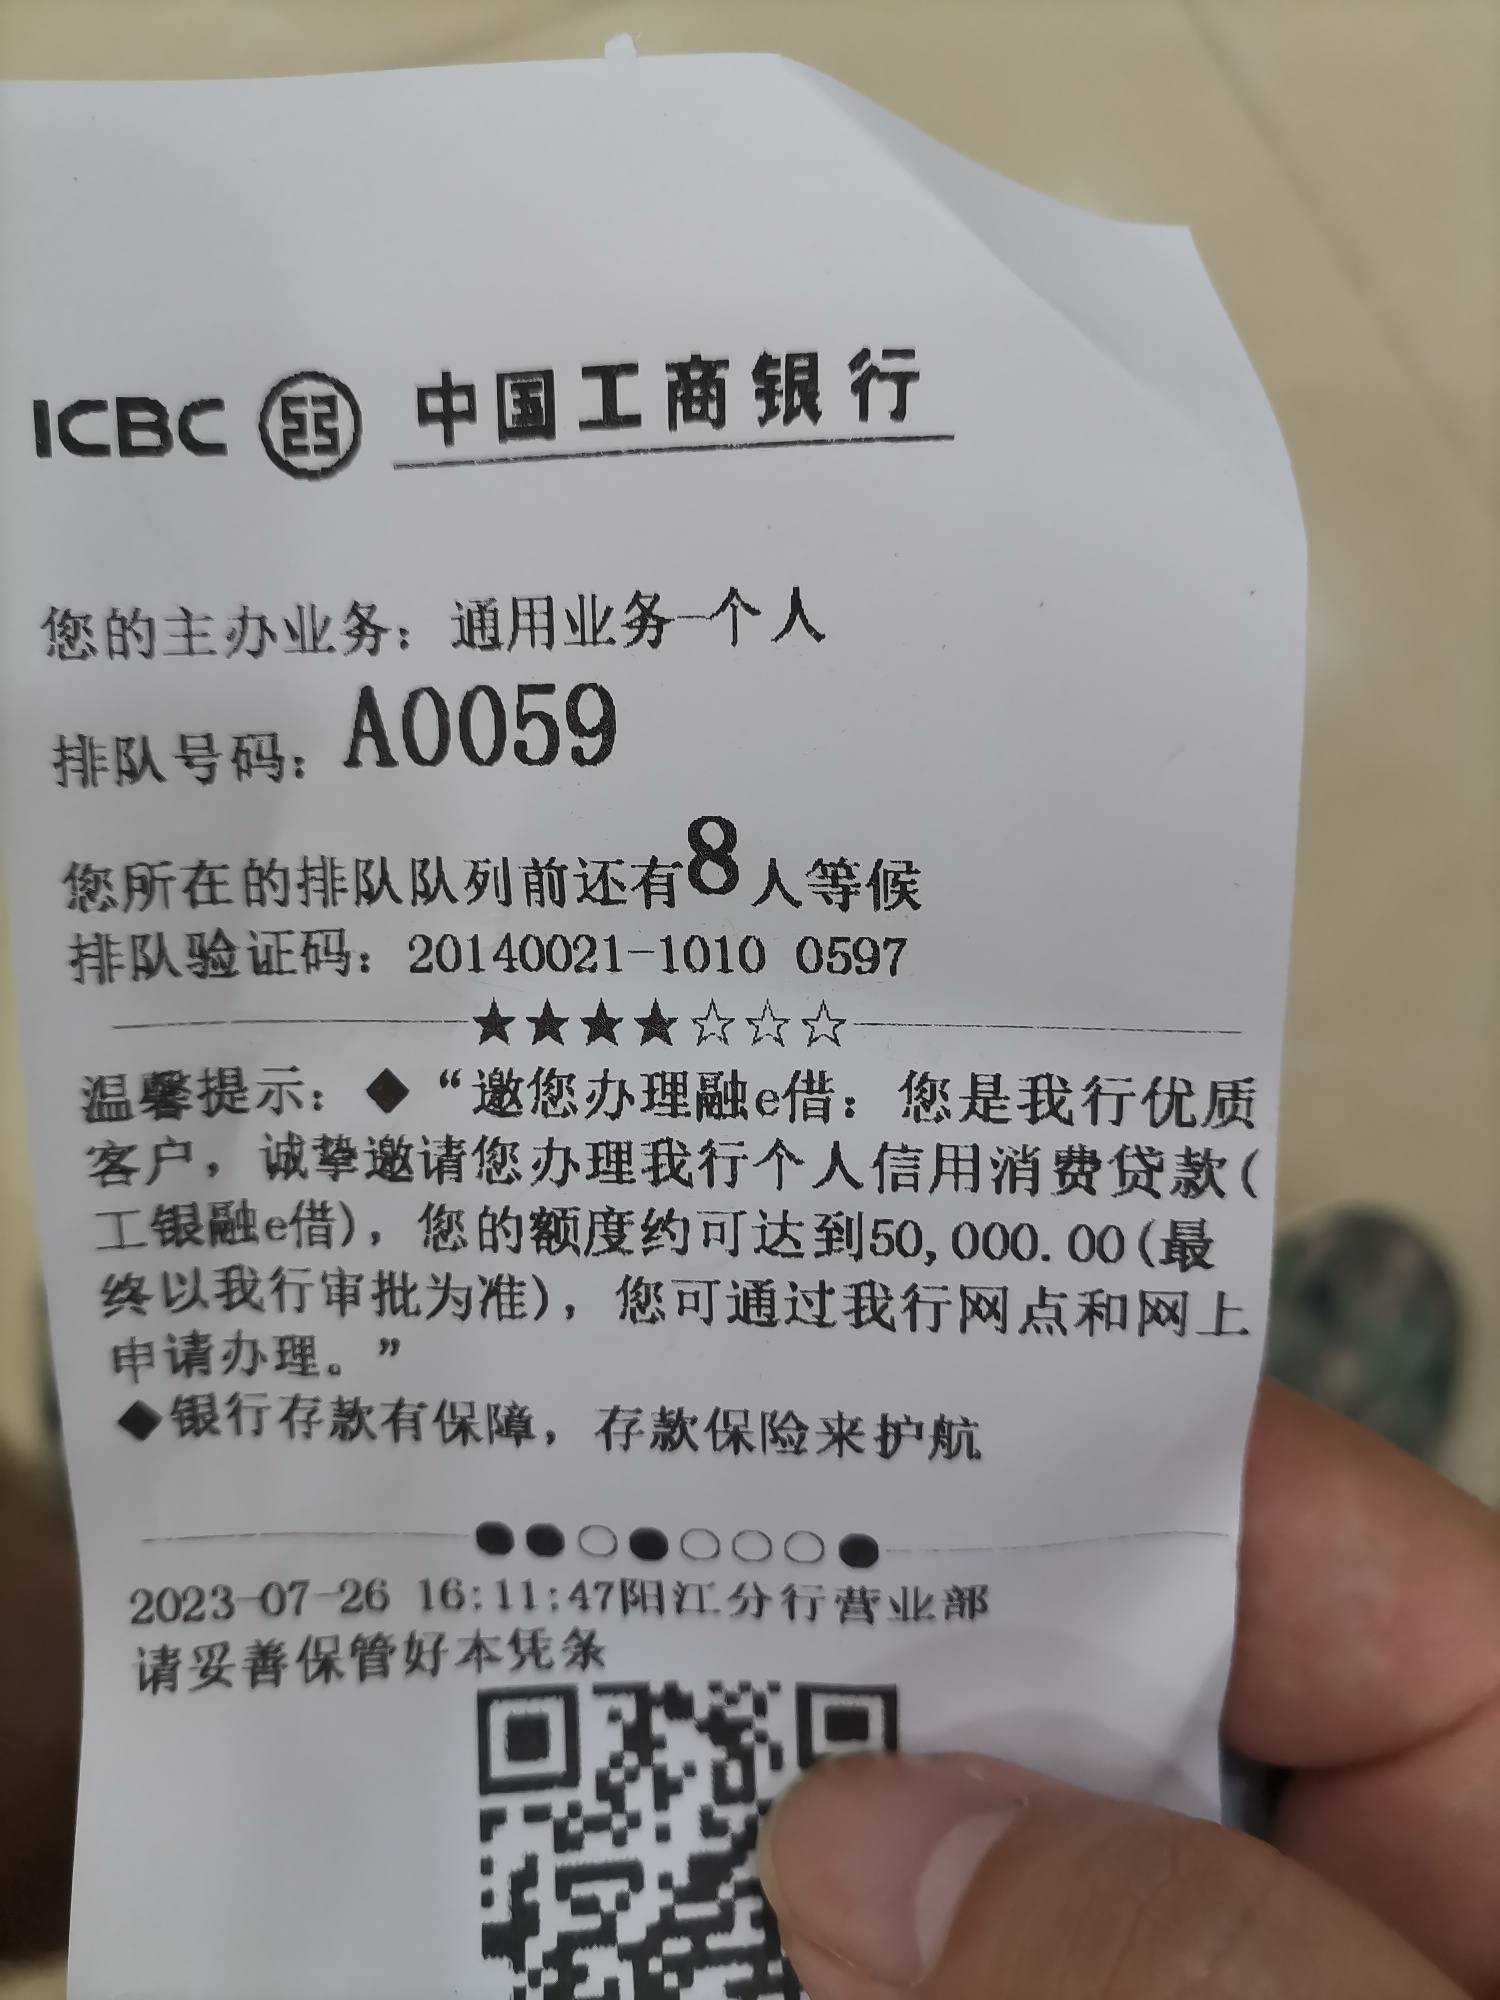 ICBC 中国工商银行
您的主办业务：通用业务-个人
排队号码：A0059
您所在的排队队列前还有8人等候
排队验证码：20140021-1010 0597
★★★★☆☆☆
温馨提示：◆“邀您办理融e借：您是我行优质
客户，诚挚邀请您办理我行个人信用消费贷款(
工银融e借)，您的额度约可达到50,000.00(最
终以我行审批为准)，您可通过我行网点和网上
申请办理。”
◆银行存款有保障，存款保险来护航
●●○●○○○●
2023-07-26 16:11:47阳江分行营业部
请妥善保管好本凭条